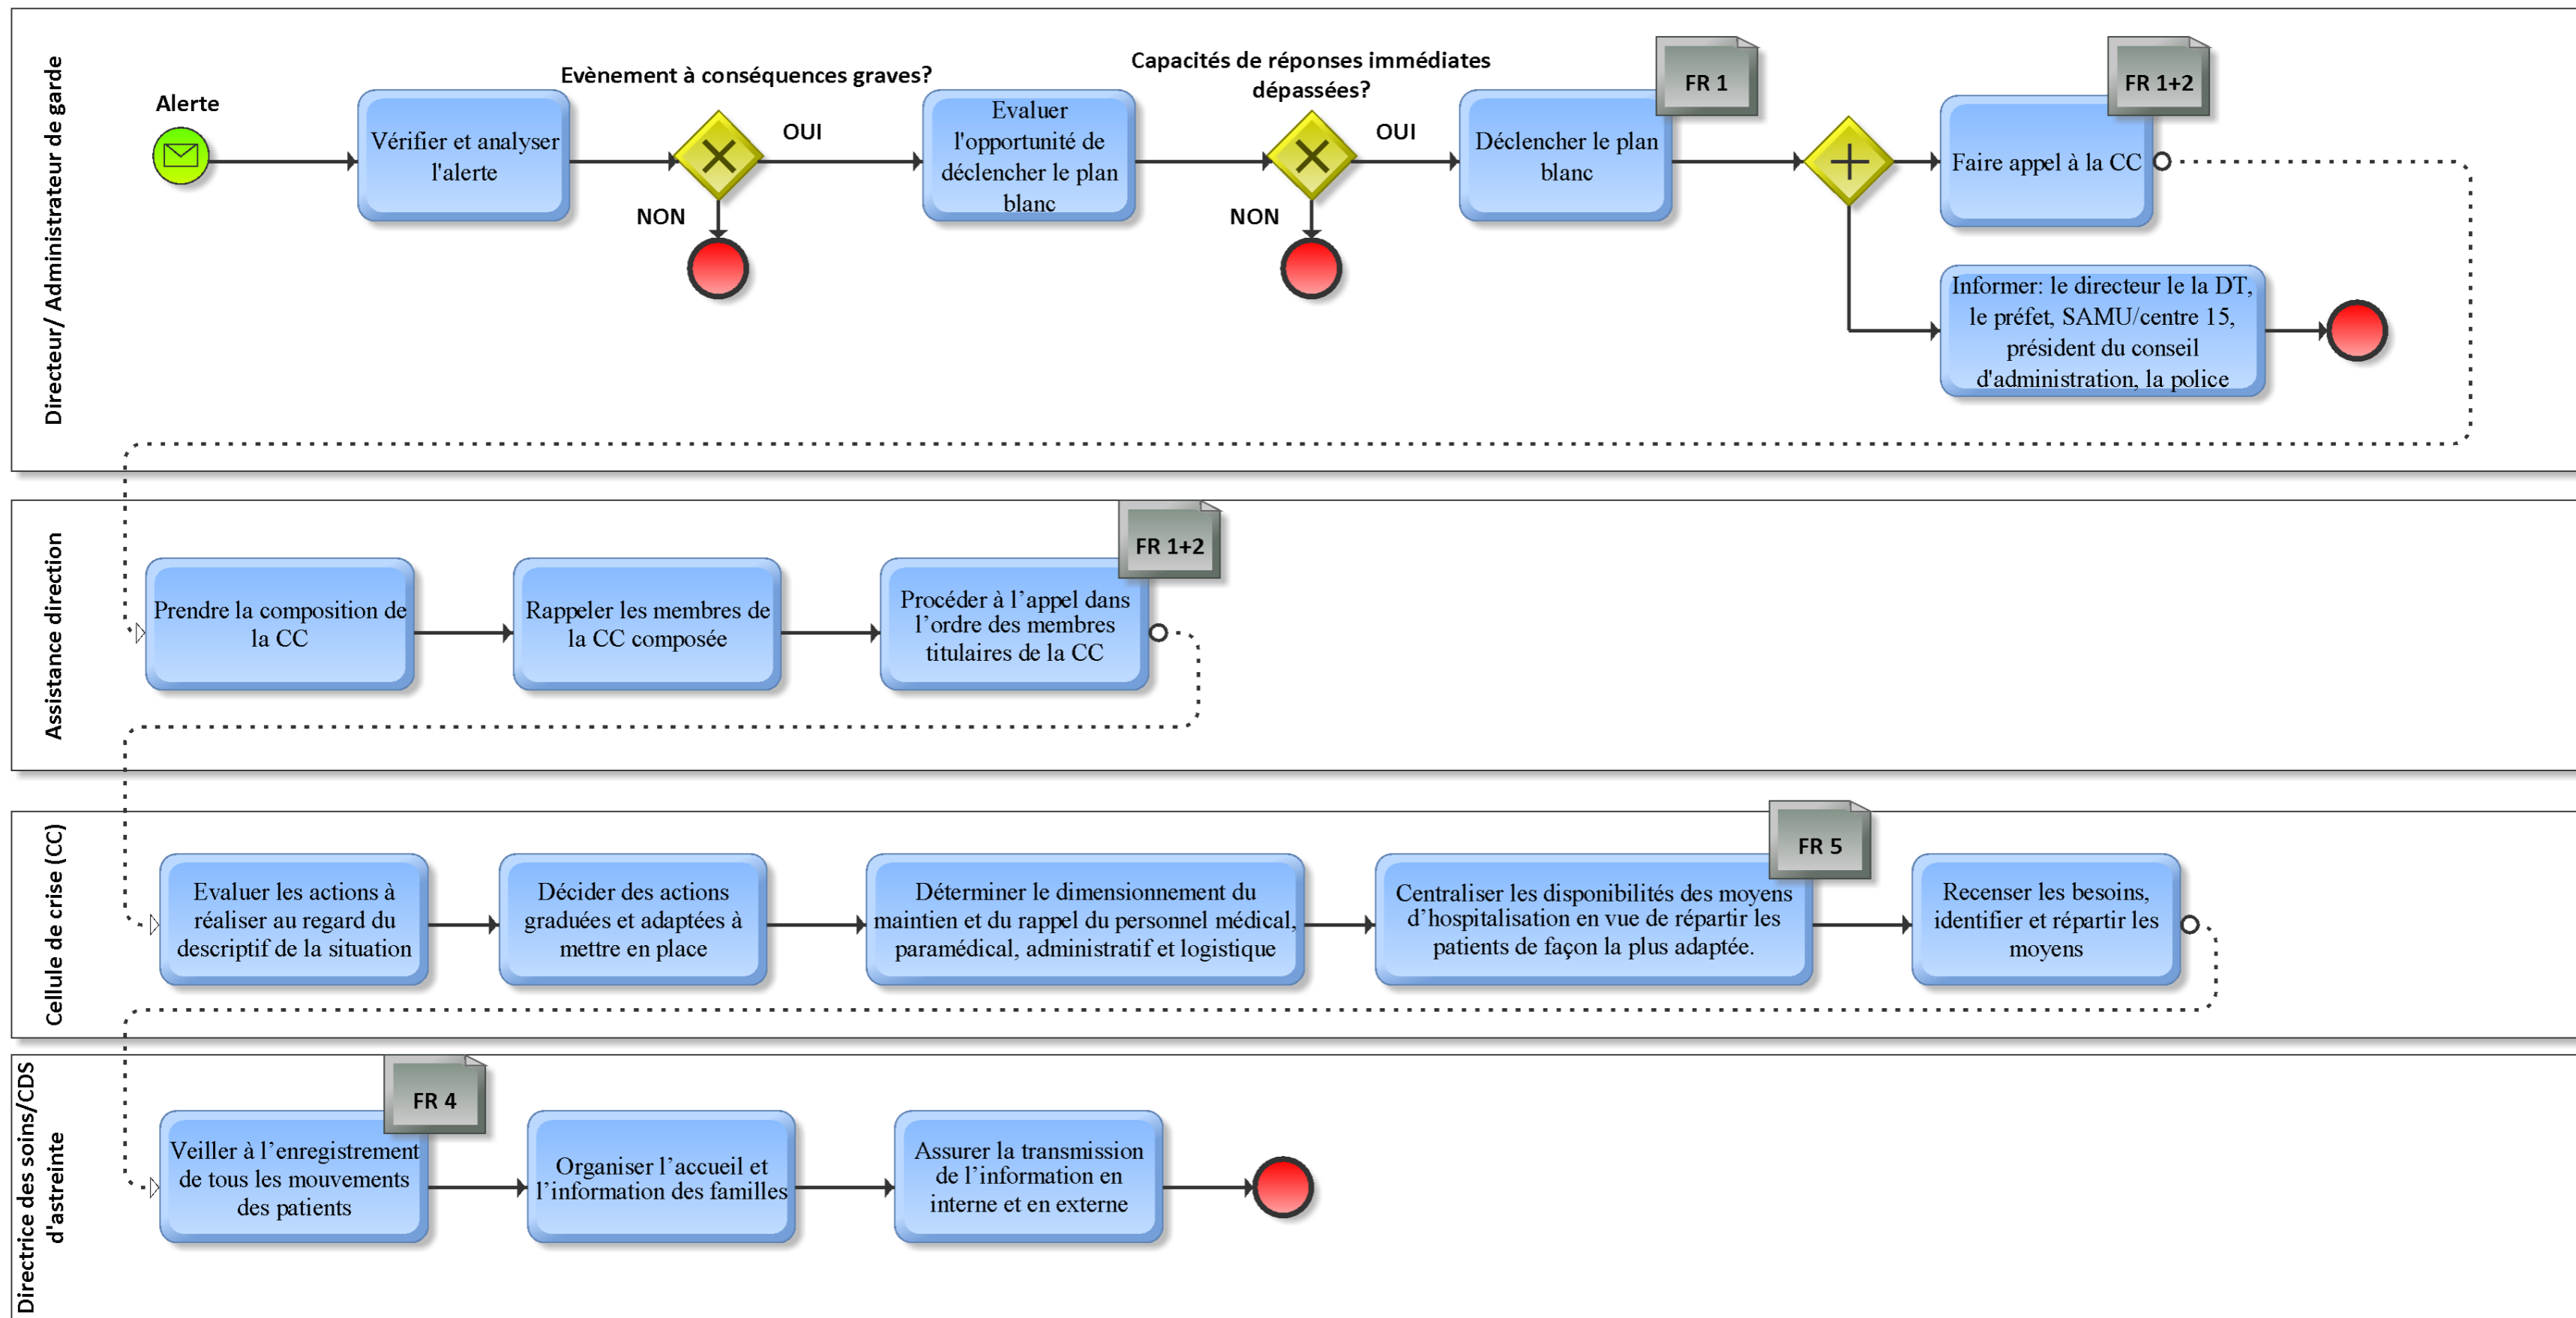 Directeur/ Administrateur de garde
Alerte
Vérifier et analyser
l'alerte
Evènement à conséquences graves?
OUI
NON
Evaluer
l'opportunité de
déclencher le plan
blanc
Capacités de réponses immédiates
dépassées?
OUI
NON
FR 1
Déclencher le plan
blanc
FR 1+2
Faire appel à la CC
Informer: le directeur le la DT,
le préfet, SAMU/centre 15,
président du conseil
d'administration, la police
Assistance direction
Prendre la composition de
la CC
Rappeler les membres de
la CC composée
FR 1+2
Procéder à l’appel dans
l’ordre des membres
titulaires de la CC
Cellule de crise (CC)
Evaluer les actions à
réaliser au regard du
descriptif de la situation
Décider des actions
graduées et adaptées à
mettre en place
Déterminer le dimensionnement du
maintien et du rappel du personnel médical,
paramédical, administratif et logistique
FR 5
Centraliser les disponibilités des moyens
d’hospitalisation en vue de répartir les
patients de façon la plus adaptée.
Recenser les besoins,
identifier et répartir les
moyens
Directrice des soins/CDS
d'astreinte
FR 4
Veiller à l’enregistrement
de tous les mouvements
des patients
Organiser l’accueil et
l’information des familles
Assurer la transmission
de l’information en
interne et en externe